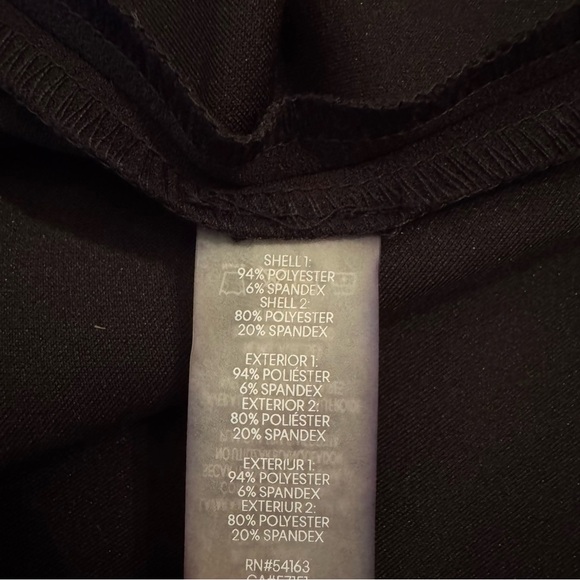 SHELL 1:
94% POLYESTER
6% SPANDEX
SHELL 2:
80% POLYESTER
20% SPANDEX
EXTERIOR 1:
94% POLIÉSTER
6% SPANDEX
EXTERIOR 2:
80% POLIÉSTER
20% SPANDEX
EXTERIUR 1:
94% POLYESTER
6% SPANDEX
EXTERIUR 2:
80% POLYESTER
20% SPANDEX
RN#54163
CA#57151